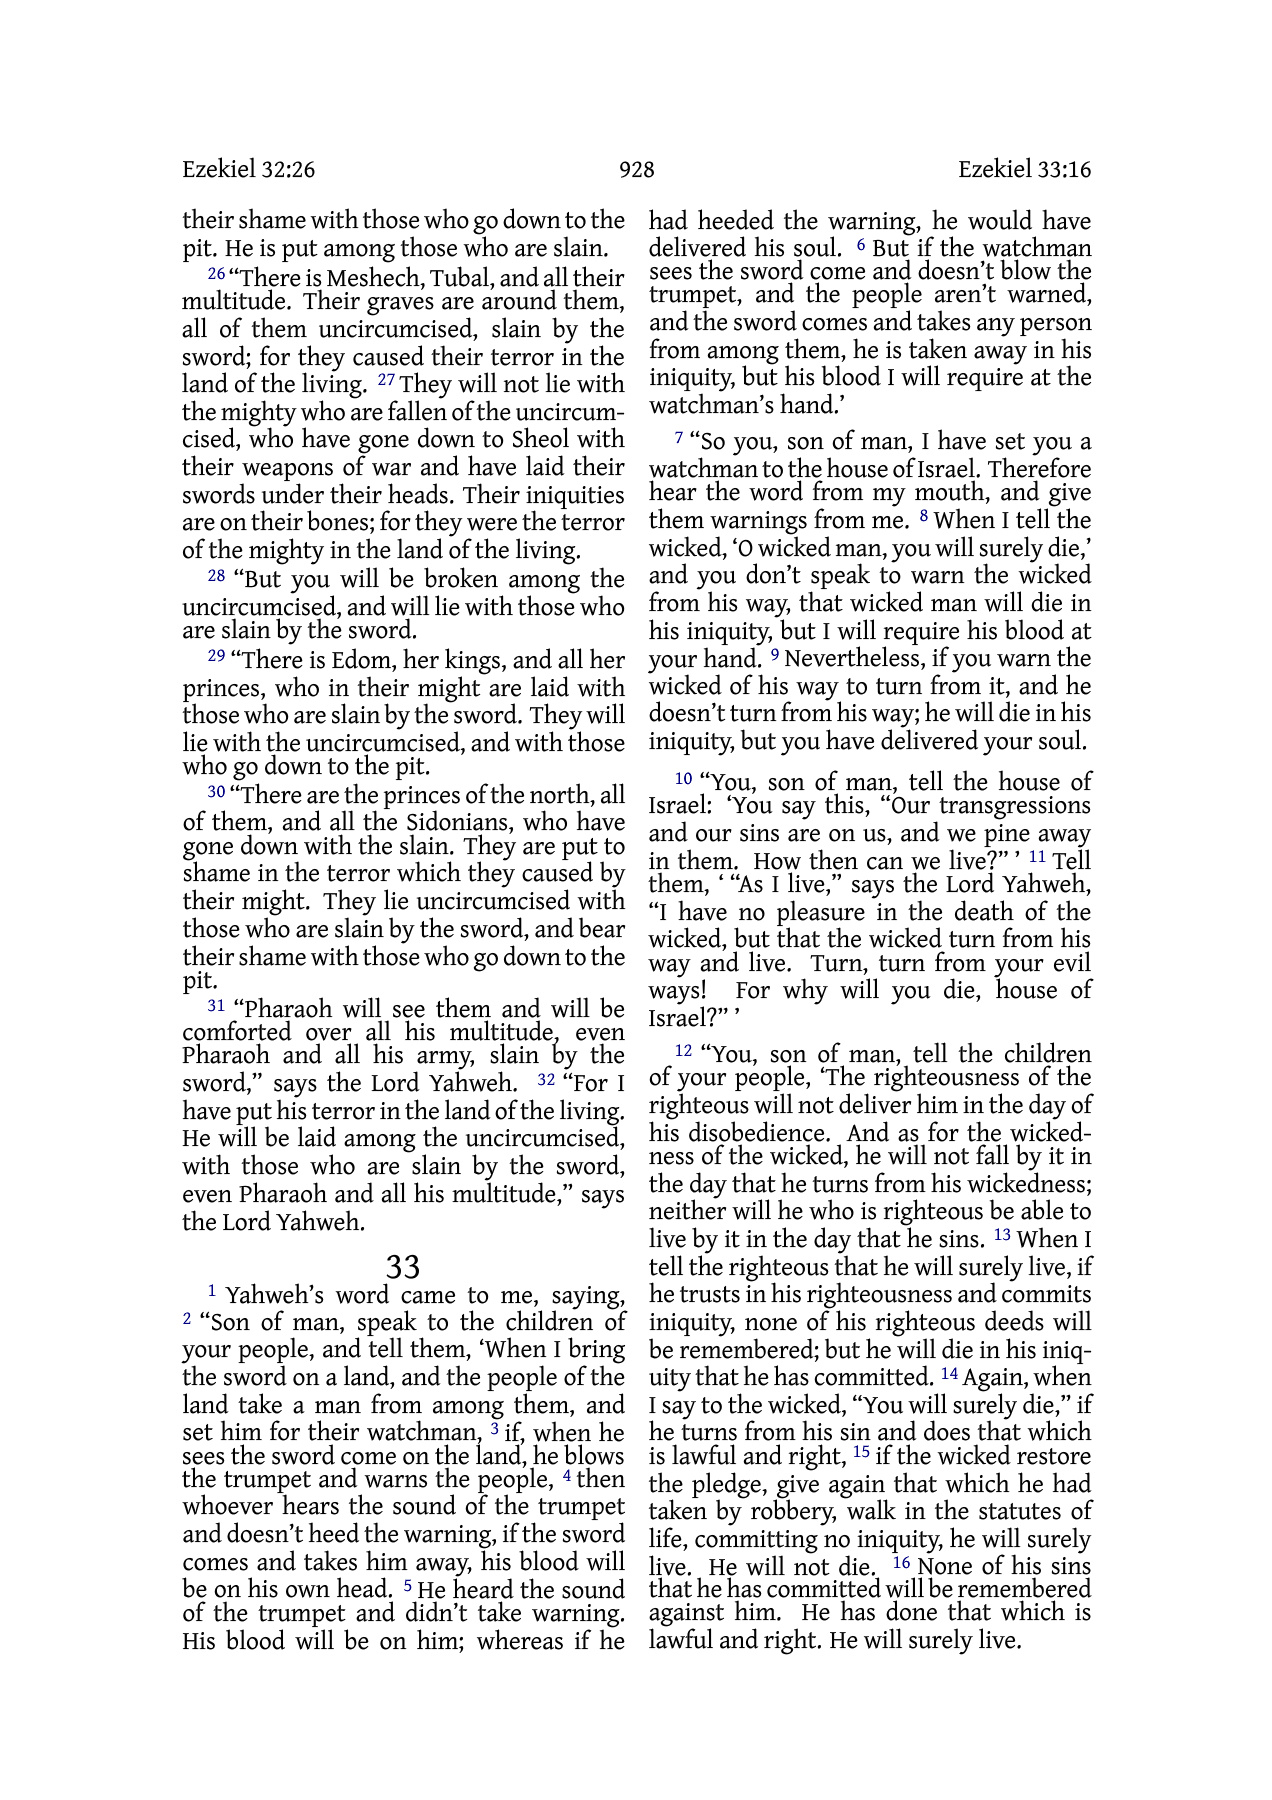 Ezekiel 32:26
928
Ezekiel 33:16
their shame with those who go down to the
pit. He is put among those who are slain.
26 “There is Meshech, Tubal, and all their
multitude. Their graves are around them,
all of them uncircumcised, slain by the
sword; for they caused their terror in the
land of the living. 27 They will not lie with
the mighty who are fallen of the uncircum-
cised, who have gone down to Sheol with
their weapons of war and have laid their
swords under their heads. Their iniquities
are on their bones; for they were the terror
of the mighty in the land of the living.
28 “But you will be broken among the
uncircumcised, and will lie with those who
are slain by the sword.
29 “There is Edom, her kings, and all her
princes, who in their might are laid with
those who are slain by the sword. They will
lie with the uncircumcised, and with those
who go down to the pit.
30 “There are the princes of the north, all
of them, and all the Sidonians, who have
gone down with the slain. They are put to
shame in the terror which they caused by
their might. They lie uncircumcised with
those who are slain by the sword, and bear
their shame with those who go down to the
pit.
31 “Pharaoh will see them and will be
comforted over all his multitude, even
Pharaoh and all his army, slain by the
sword,” says the Lord Yahweh. 32 “For I
have put his terror in the land of the living.
He will be laid among the uncircumcised,
with those who are slain by the sword,
even Pharaoh and all his multitude,” says
the Lord Yahweh.
33
1 Yahweh’s word came to me, saying,
2 “Son of man, speak to the children of
your people, and tell them, ‘When I bring
the sword on a land, and the people of the
land take a man from among them, and
set him for their watchman, 3 if, when he
sees the sword come on the land, he blows
the trumpet and warns the people, 4 then
whoever hears the sound of the trumpet
and doesn’t heed the warning, if the sword
comes and takes him away, his blood will
be on his own head. 5 He heard the sound
of the trumpet and didn’t take warning.
His blood will be on him; whereas if he
had heeded the warning, he would have
delivered his soul. 6 But if the watchman
sees the sword come and doesn’t blow the
trumpet, and the people aren’t warned,
and the sword comes and takes any person
from among them, he is taken away in his
iniquity, but his blood I will require at the
watchman’s hand.’
7 “So you, son of man, I have set you a
watchman to the house of Israel. Therefore
hear the word from my mouth, and give
them warnings from me. 8 When I tell the
wicked, ‘O wicked man, you will surely die,’
and you don’t speak to warn the wicked
from his way, that wicked man will die in
his iniquity, but I will require his blood at
your hand. 9 Nevertheless, if you warn the
wicked of his way to turn from it, and he
doesn’t turn from his way; he will die in his
iniquity, but you have delivered your soul.
10 “You, son of man, tell the house of
Israel: ‘You say this, “Our transgressions
and our sins are on us, and we pine away
in them. How then can we live?” ’ 11 Tell
them, ‘ “As I live,” says the Lord Yahweh,
“I have no pleasure in the death of the
wicked, but that the wicked turn from his
way and live. Turn, turn from your evil
ways! For why will you die, house of
Israel?” ’
12 “You, son of man, tell the children
of your people, ‘The righteousness of the
righteous will not deliver him in the day of
his disobedience. And as for the wicked-
ness of the wicked, he will not fall by it in
the day that he turns from his wickedness;
neither will he who is righteous be able to
live by it in the day that he sins. 13 When I
tell the righteous that he will surely live, if
he trusts in his righteousness and commits
iniquity, none of his righteous deeds will
be remembered; but he will die in his iniq-
uity that he has committed. 14 Again, when
I say to the wicked, “You will surely die,” if
he turns from his sin and does that which
is lawful and right, 15 if the wicked restore
the pledge, give again that which he had
taken by robbery, walk in the statutes of
life, committing no iniquity, he will surely
live. He will not die. 16 None of his sins
that he has committed will be remembered
against him. He has done that which is
lawful and right. He will surely live.